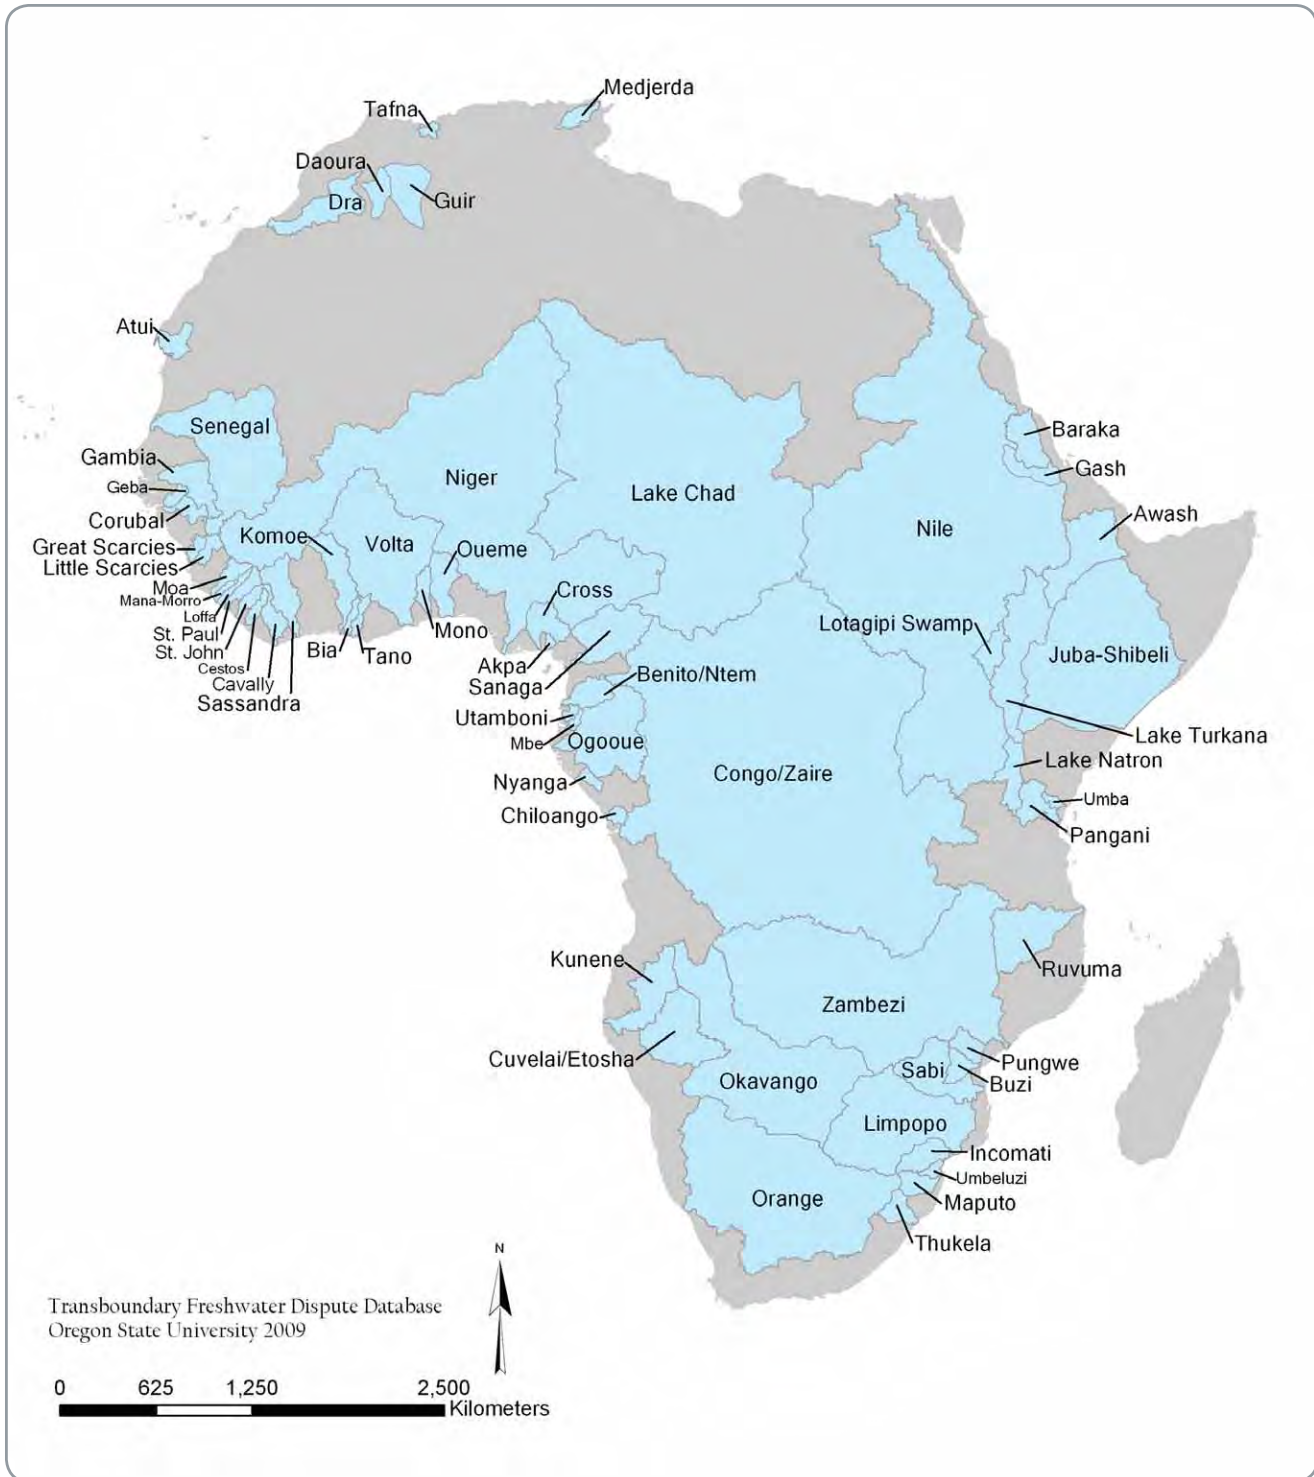 Medjerda
Tafna
Daoura
Dra
Guir
Atui
Senegal
Baraka
Gambia
Gash
Niger
Geba
Lake Chad
Awash
Corubal
Nile
Komoe
Volta
Oueme
Great Scarcies
Little Scarcies
Moa
Cross
Mana-Morro
Loffa
Lotagipi Swamp
St. Paul
Mono
St. John
Bia
Tano
Juba-Shibeli
Cestos
Akpa
Cavally
Benito/Ntem
Sanaga
Sassandra
Utamboni
Lake Turkana
Mbe
Ogooue
Lake Natron
Congo/Zaire
Nyanga
Umba
Chiloango
Pangani
Kunene
Ruvuma
Zambezi
Cuvelai/Etosha
Pungwe
Sabi
Okavango
Buzi
Limpopo
Incomati
Umbeluzi
Orange
Maputo
Thukela
N
Transboundary Freshwater Dispute Database
Oregon State University 2009
0 625 1,250 2,500
Kilometers